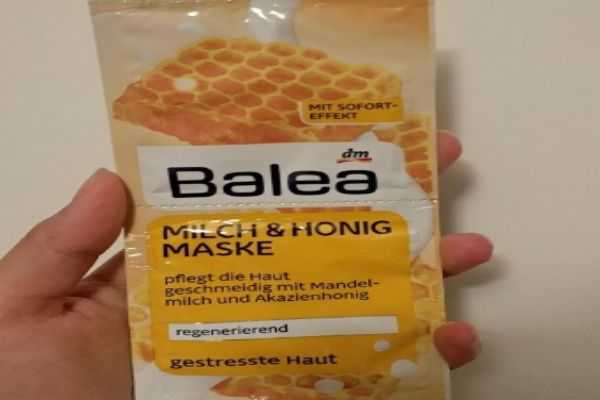 MIT SOFORT-
EFFEKT
dm
Balea
MILCH & HONIG
MASKE
pflegt die Haut
geschmeidig mit Mandel-
milch und Akazienhonig
regenerierend
gestresste Haut